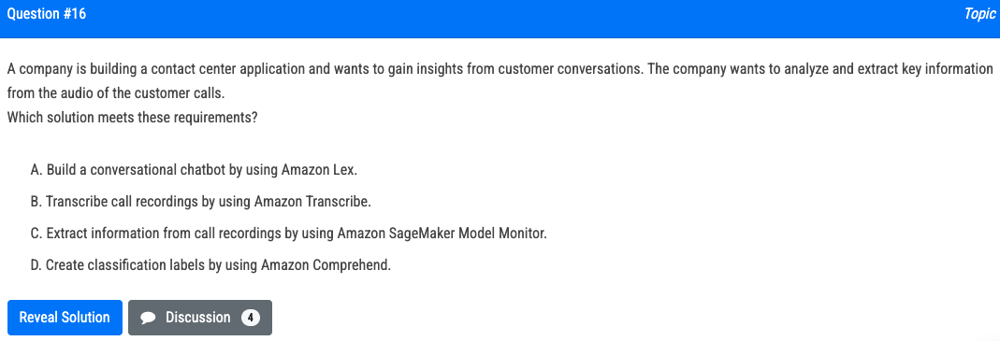 Question #16
Topic
A company is building a contact center application and wants to gain insights from customer conversations. The company wants to analyze and extract key information
from the audio of the customer calls.
Which solution meets these requirements?
A. Build a conversational chatbot by using Amazon Lex.
B. Transcribe call recordings by using Amazon Transcribe.
C. Extract information from call recordings by using Amazon SageMaker Model Monitor.
D. Create classification labels by using Amazon Comprehend.
Reveal Solution
Discussion 4